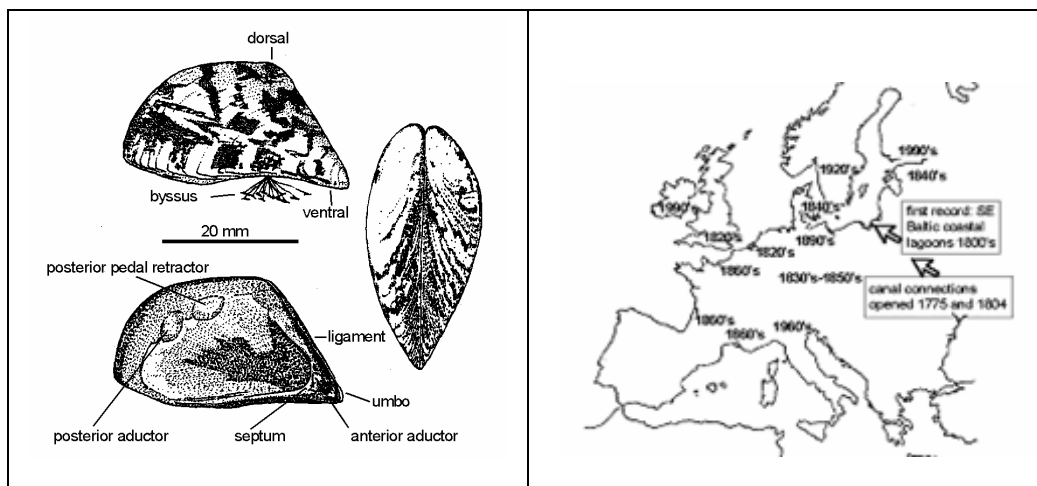 dorsal
byssus
ventral
20 mm
posterior pedal retractor
ligament
umbo
posterior aductor
septum
anterior aductor
1990's
1920's
1840's
1990's
1840's
first record: SE
Baltic coastal
lagoons 1800's
1820's
1890's
1820's
1860's
1830's-1850's
canal connections
opened 1775 and 1804
1860's
1860's
1960's